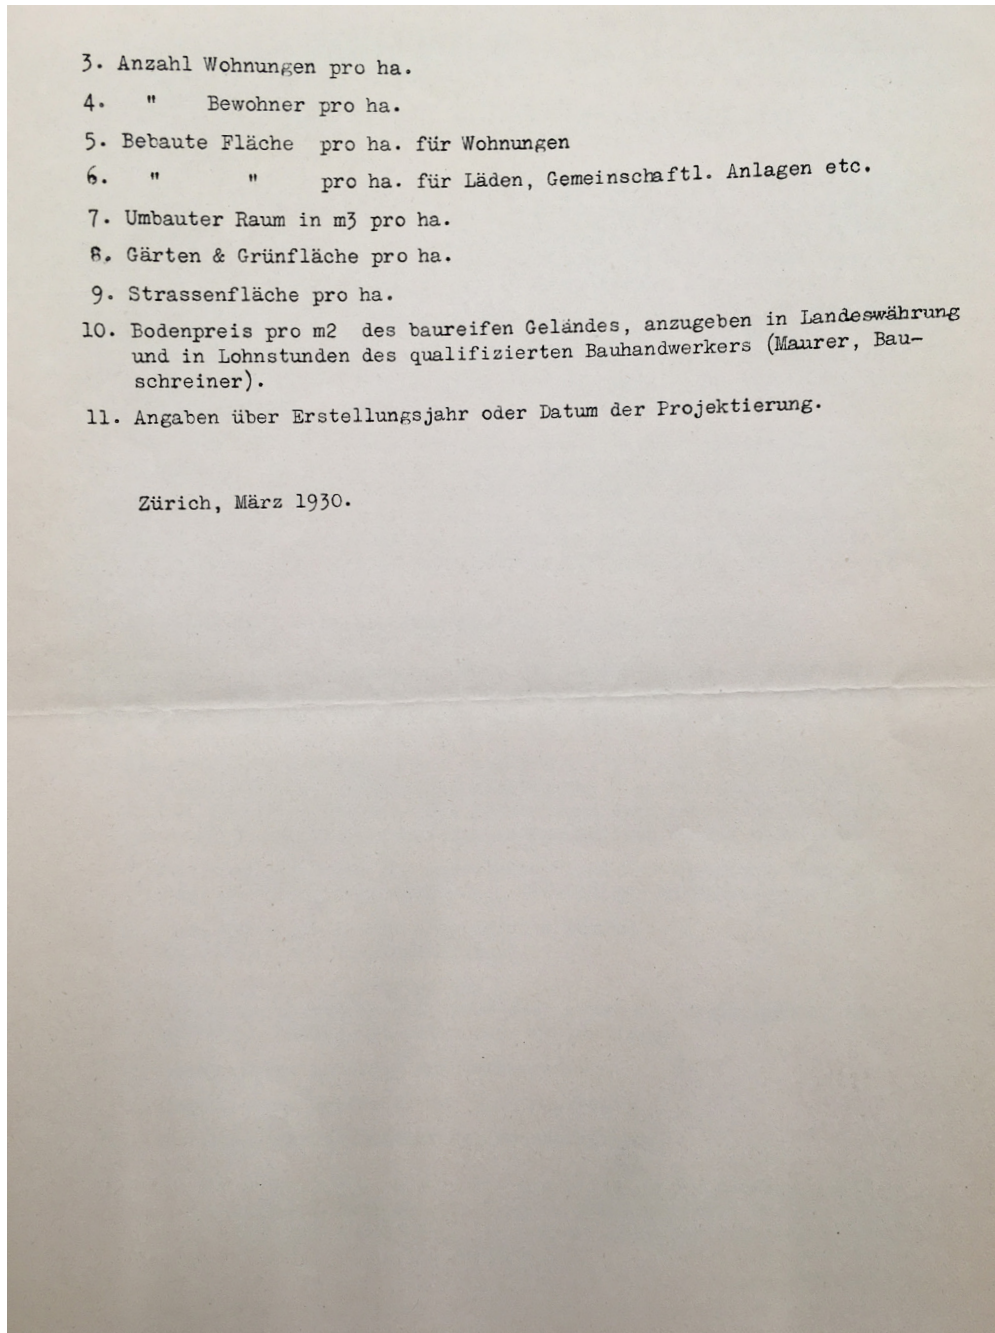 3. Anzahl Wohnungen pro ha.
4. " Bewohner pro ha.
5. Bebaute Fläche pro ha. für Wohnungen
6. " " pro ha. für Läden, Gemeinschaftl. Anlagen etc.
7. Umbauter Raum in m3 pro ha.
8. Gärten & Grünfläche pro ha.
9. Strassenfläche pro ha.
10. Bodenpreis pro m2 des baureifen Geländes, anzugeben in Landeswährung
und in Lohnstunden des qualifizierten Bauhandwerkers (Maurer, Bau-
schreiner).
11. Angaben über Erstellungsjahr oder Datum der Projektierung.
Zürich, März 1930.